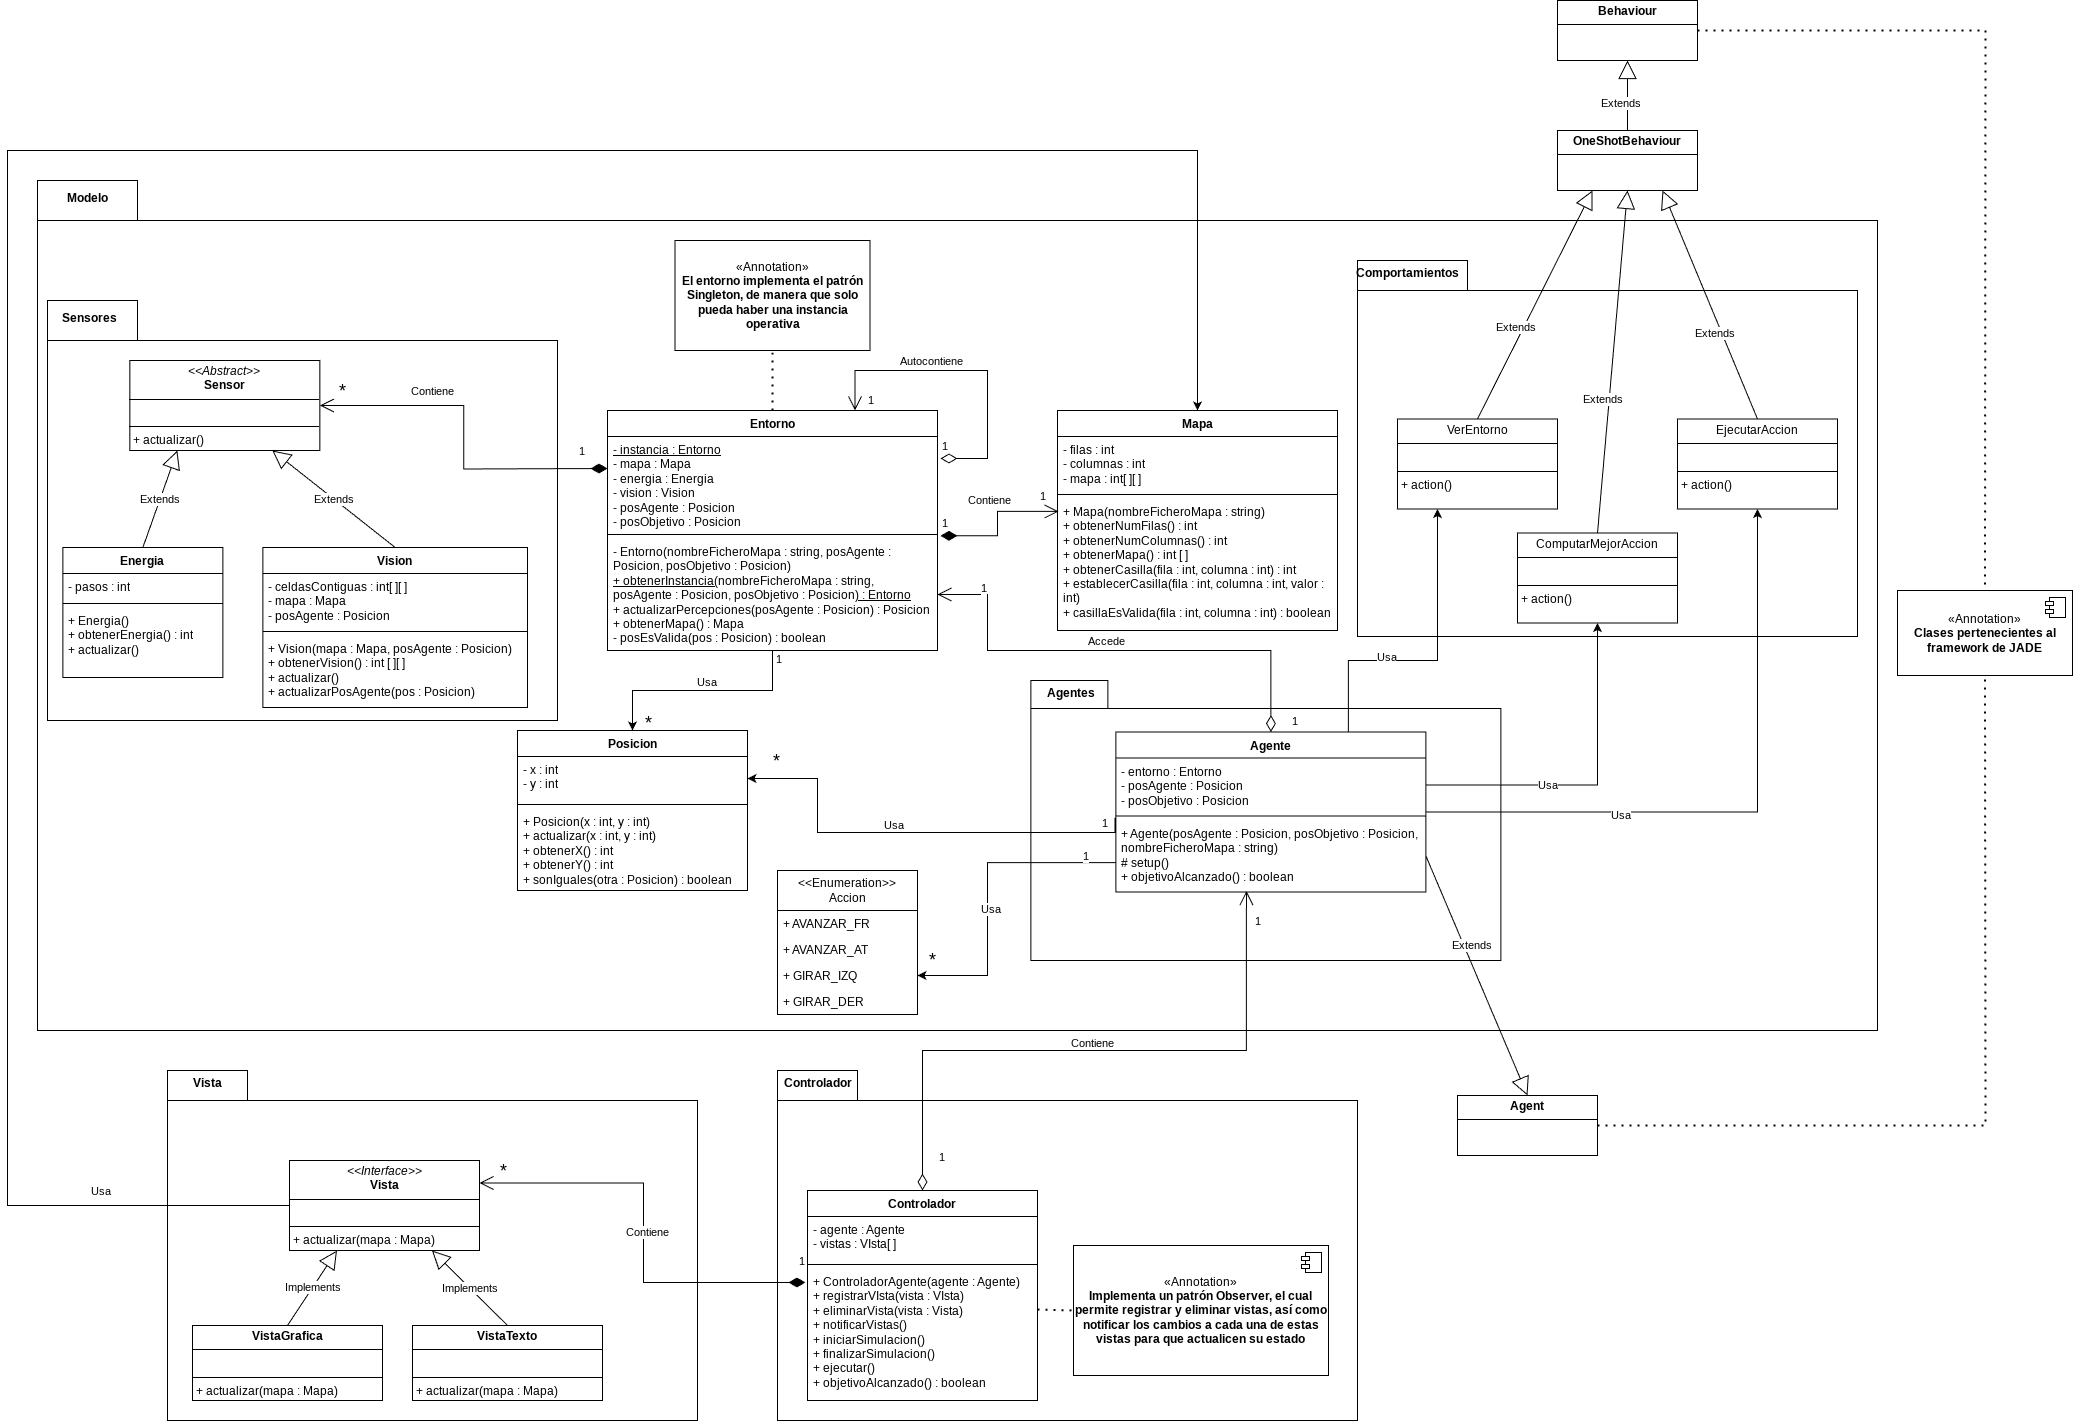 Behaviour
Extends
OneShotBehaviour
Modelo
«Annotation»
El entorno implementa el patrón
Singleton, de manera que solo
pueda haber una instancia
operativa
Comportamientos
Extends
Extends
Extends
VerEntorno
+ action()
EjecutarAccion
+ action()
ComputarMejorAccion
+ action()
Sensores
<<Abstract>>
Sensor
+ actualizar()
*
Contiene
1
Extends
Extends
Energia
- pasos : int
+ Energia()
+ obtenerEnergia() : int
+ actualizar()
Vision
- celdasContiguas : int[ ][ ]
- mapa : Mapa
- posAgente : Posicion
+ Vision(mapa : Mapa, posAgente : Posicion)
+ obtenerVision() : int [ ][ ]
+ actualizar()
+ actualizarPosAgente(pos : Posicion)
Autocontiene
1
1
Entorno
- instancia : Entorno
- mapa : Mapa
- energia : Energia
- vision : Vision
- posAgente : Posicion
- posObjetivo : Posicion
- Entorno(nombreFicheroMapa : string, posAgente :
Posicion, posObjetivo : Posicion)
+ obtenerInstancia(nombreFicheroMapa : string,
posAgente : Posicion, posObjetivo : Posicion) : Entorno
+ actualizarPercepciones(posAgente : Posicion) : Posicion
+ obtenerMapa() : Mapa
- posEsValida(pos : Posicion) : boolean
Contiene
1
1
1
Mapa
- filas : int
- columnas : int
- mapa : int[ ][ ]
+ Mapa(nombreFicheroMapa : string)
+ obtenerNumFilas() : int
+ obtenerNumColumnas() : int
+ obtenerMapa() : int [ ]
+ obtenerCasilla(fila : int, columna : int) : int
+ establecerCasilla(fila : int, columna : int, valor :
int)
+ casillaEsValida(fila : int, columna : int) : boolean
Accede
«Annotation»
Clases pertenecientes al
framework de JADE
1
Usa
*
Posicion
- x : int
- y : int
+ Posicion(x : int, y : int)
+ actualizar(x : int, y : int)
+ obtenerX() : int
+ obtenerY() : int
+ sonIguales(otra : Posicion) : boolean
*
Usa
1
Usa
Agentes
1
Agente
- entorno : Entorno
- posAgente : Posicion
- posObjetivo : Posicion
+ Agente(posAgente : Posicion, posObjetivo : Posicion,
nombreFicheroMapa : string)
# setup()
+ objetivoAlcanzado() : boolean
Usa
Usa
1
Usa
*
<<Enumeration>>
Accion
+ AVANZAR_FR
+ AVANZAR_AT
+ GIRAR_IZQ
+ GIRAR_DER
1
Extends
Contiene
Agent
Vista
<<Interface>>
Vista
+ actualizar(mapa : Mapa)
*
Usa
Contiene
1
Implements
Implements
VistaGrafica
+ actualizar(mapa : Mapa)
VistaTexto
+ actualizar(mapa : Mapa)
Controlador
1
Controlador
- agente : Agente
- vistas : VIsta[ ]
+ ControladorAgente(agente : Agente)
+ registrarVIsta(vista : VIsta)
+ eliminarVista(vista : Vista)
+ notificarVistas()
+ iniciarSimulacion()
+ finalizarSimulacion()
+ ejecutar()
+ objetivoAlcanzado() : boolean
«Annotation»
Implementa un patrón Observer, el cual
permite registrar y eliminar vistas, así como
notificar los cambios a cada una de estas
vistas para que actualicen su estado